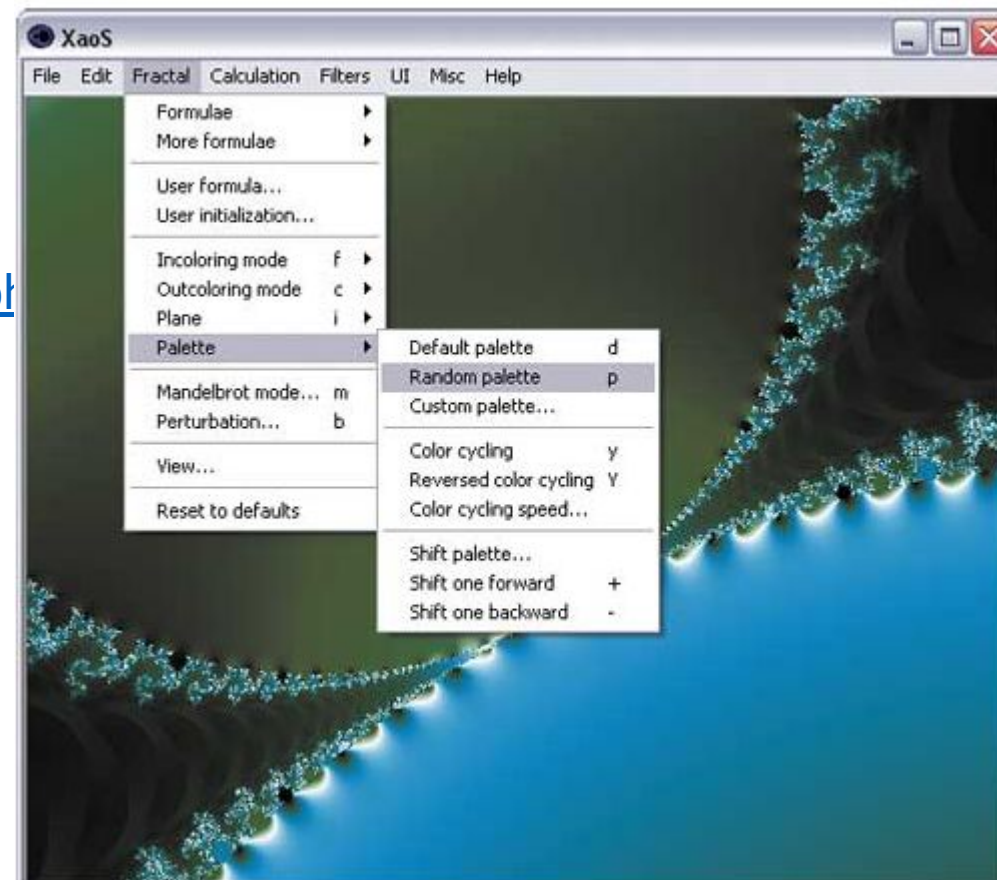 XaoS
File Edit Fractal Calculation Filters UI Misc Help
Formulae
More formulae
User formula...
User initialization...
Incoloring mode f
Outcoloring mode c
Plane i
Palette
Mandelbrot mode... m
Perturbation... b
View...
Reset to defaults
Default palette d
Random palette p
Custom palette...
Color cycling y
Reversed color cycling Y
Color cycling speed...
Shift palette...
Shift one forward +
Shift one backward -